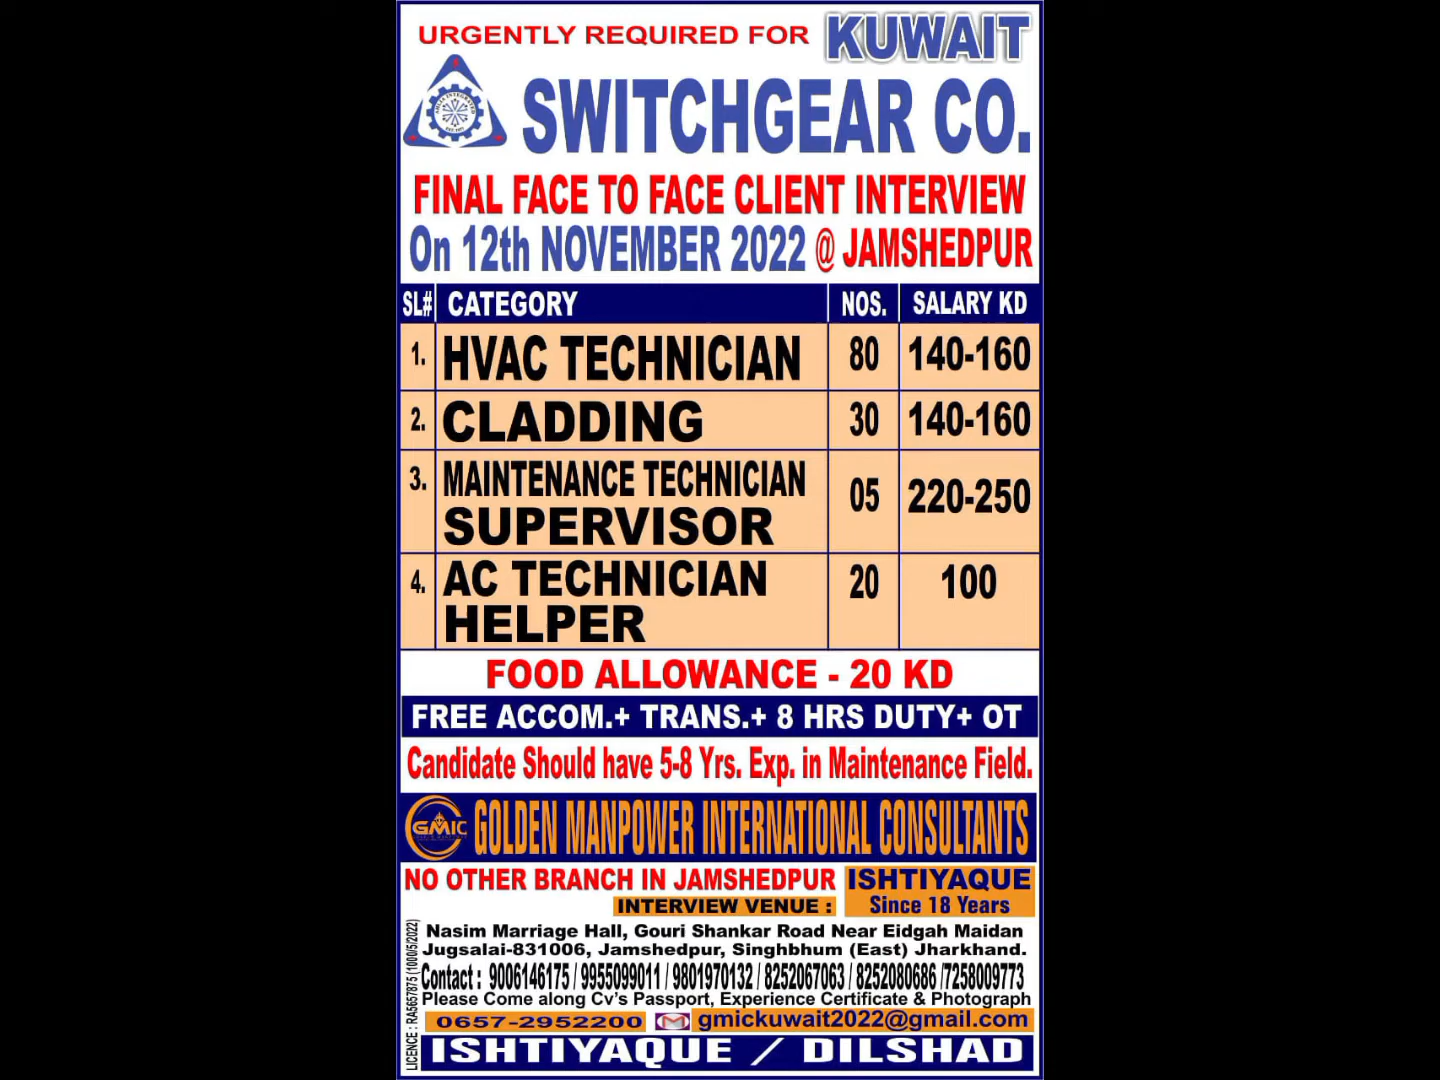 URGENTLY REQUIRED FOR KUWAIT
SWITCHGEAR CO.
FINAL FACE TO FACE CLIENT INTERVIEW
On 12th NOVEMBER 2022 @ JAMSHEDPUR
SL# CATEGORY NOS. SALARY KD
1. HVAC TECHNICIAN 80 140-160
2. CLADDING 30 140-160
3. MAINTENANCE TECHNICIAN SUPERVISOR 05 220-250
4. AC TECHNICIAN HELPER 20 100
FOOD ALLOWANCE - 20 KD
FREE ACCOM.+ TRANS.+ 8 HRS DUTY+ OT
Candidate Should have 5-8 Yrs. Exp. in Maintenance Field.
GMIC GOLDEN MANPOWER INTERNATIONAL CONSULTANTS
NO OTHER BRANCH IN JAMSHEDPUR ISHTIYAQUE
INTERVIEW VENUE : Since 18 Years
Nasim Marriage Hall, Gouri Shankar Road Near Eidgah Maidan
Jugsalai-831006, Jamshedpur, Singhbhum (East) Jharkhand.
Contact : 9006146175 / 9955099011 / 9801970132 / 8252067063 / 8252080686 /7258009773
Please Come along Cv's Passport, Experience Certificate & Photograph
0657-2952200 gmickuwait2022@gmail.com
ISHTIYAQUE / DILSHAD
LICENCE : RA5657875 (1000/5/2022)